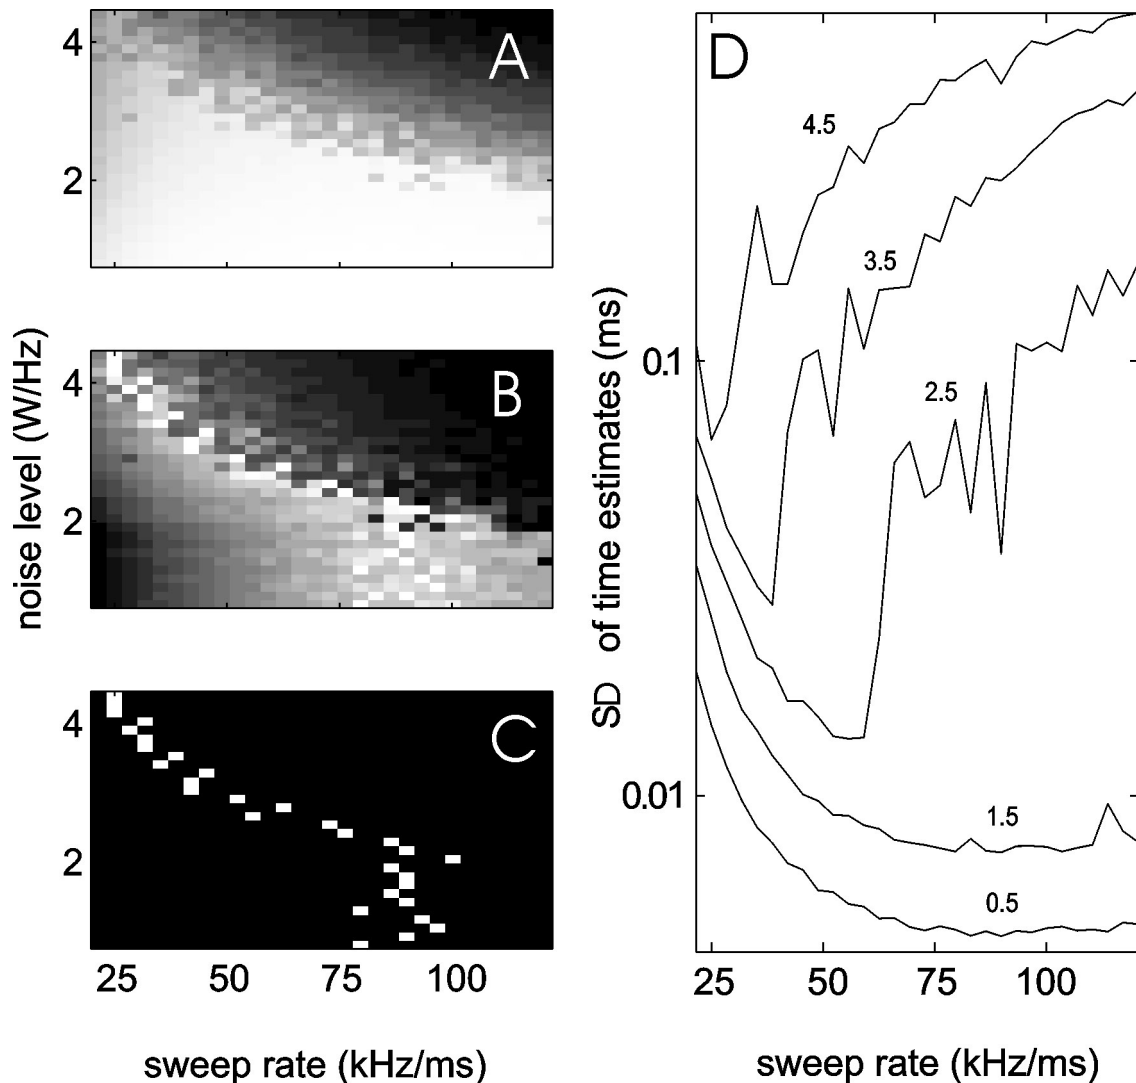 A
4
2
B
4
2
noise level (W/Hz)
C
4
2
25 50 75 100
sweep rate (kHz/ms)
D
4.5
3.5
2.5
1.5
0.5
0.1
0.01
SD of time estimates (ms)
25 50 75 100
sweep rate (kHz/ms)